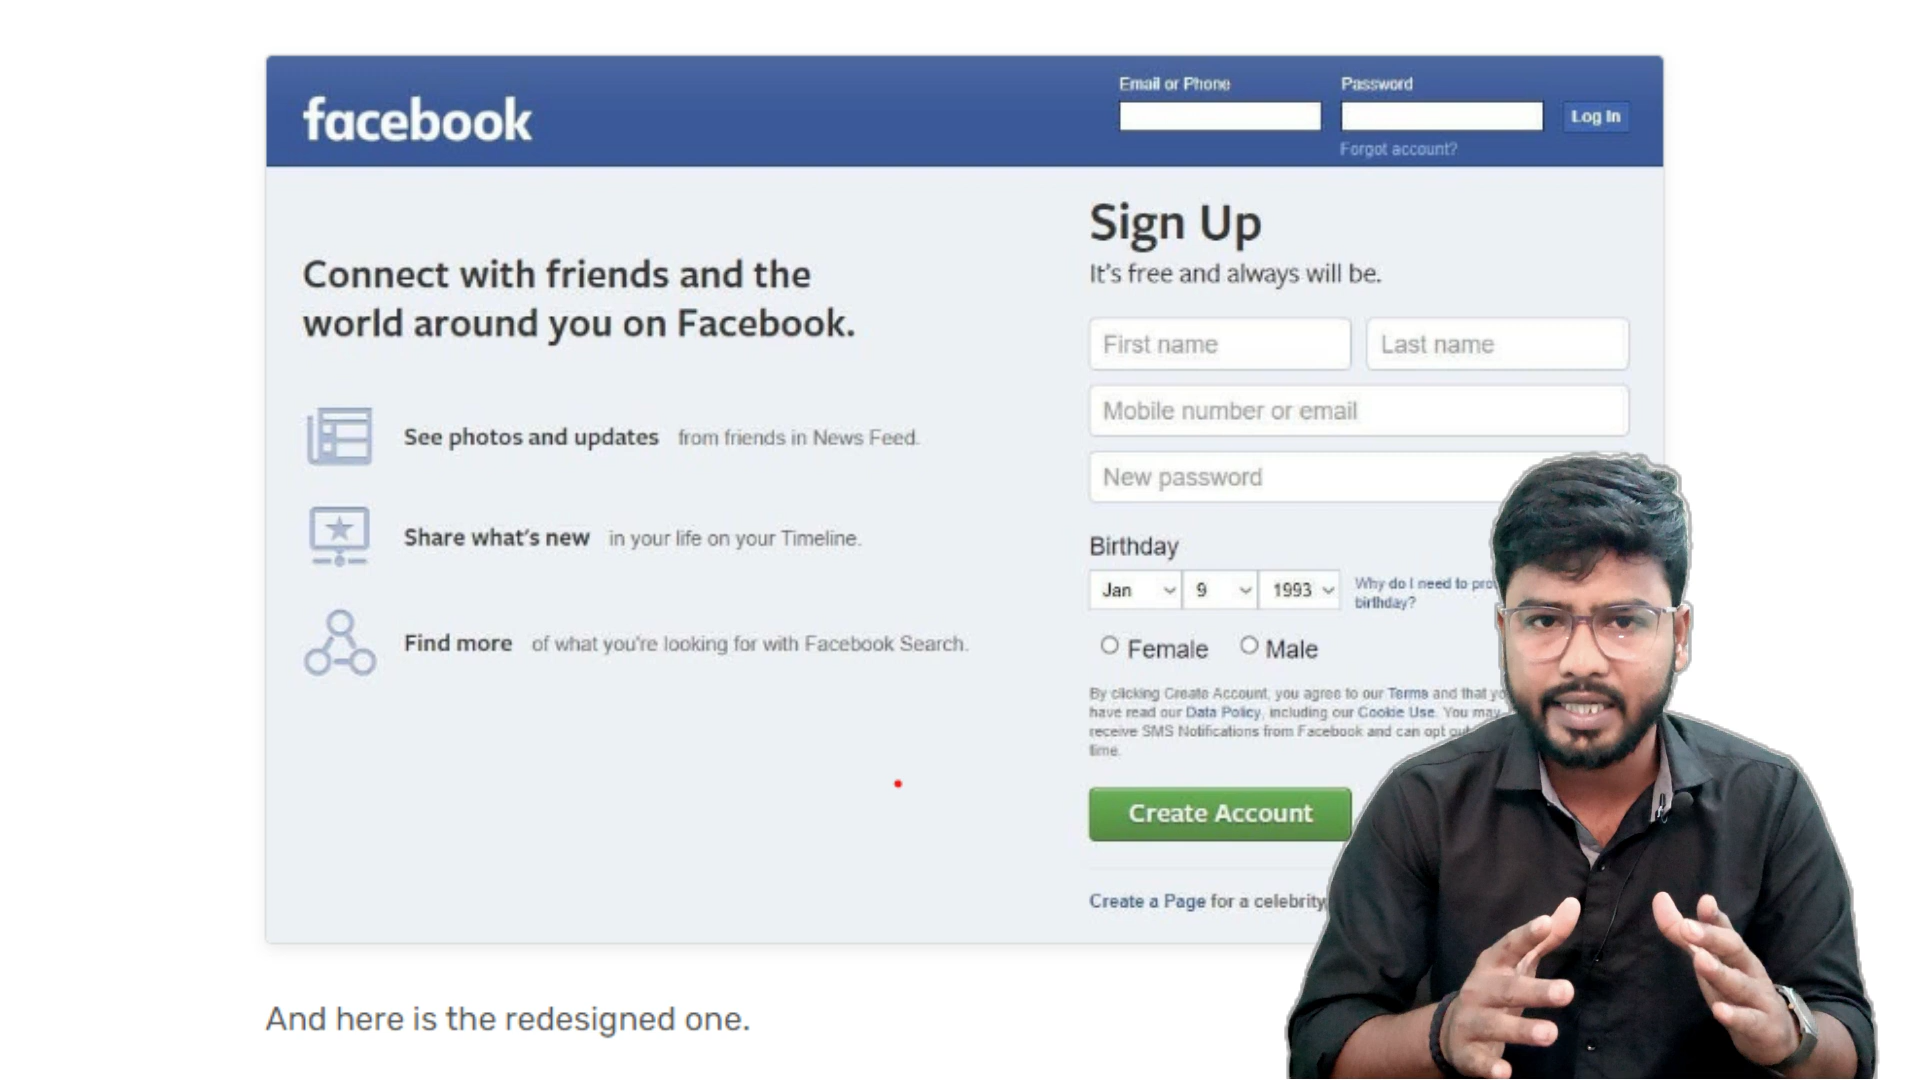 facebook
Email or Phone
Password
Log In
Forgot account?
Connect with friends and the
world around you on Facebook.
See photos and updates from friends in News Feed.
Share what's new in your life on your Timeline.
Find more of what you're looking for with Facebook Search.
Sign Up
It's free and always will be.
First name
Last name
Mobile number or email
New password
Birthday
Jan 9 1993
Why do I need to
birthday?
Female Male
By clicking Create Account, you agree to our Terms and that
have read our Data Policy, including our Cookie Use. You may
receive SMS Notifications from Facebook and can opt
time.
Create Account
Create a Page for a celebrity,
And here is the redesigned one.